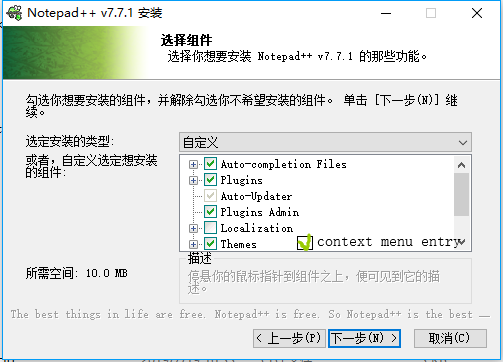 Notepad++ v7.7.1 安装
选择组件
选择你想要安装 Notepad++ v7.7.1 的那些功能。
勾选你想要安装的组件，并解除勾选你不希望安装的组件。 单击 [下一步(N)] 继
续。
选定安装的类型:
自定义
或者，自定义选定想安装
的组件:
Auto-completion Files
Plugins
Auto-Updater
Plugins Admin
Localization
Themes
context menu entry
所需空间: 10.0 MB
描述
停悬你的鼠标指针到组件之上，便可见到它的描
述。
The best things in life are free. Notepad++ is free. So Notepad++ is the best
< 上一步(P)
下一步(N) >
取消(C)